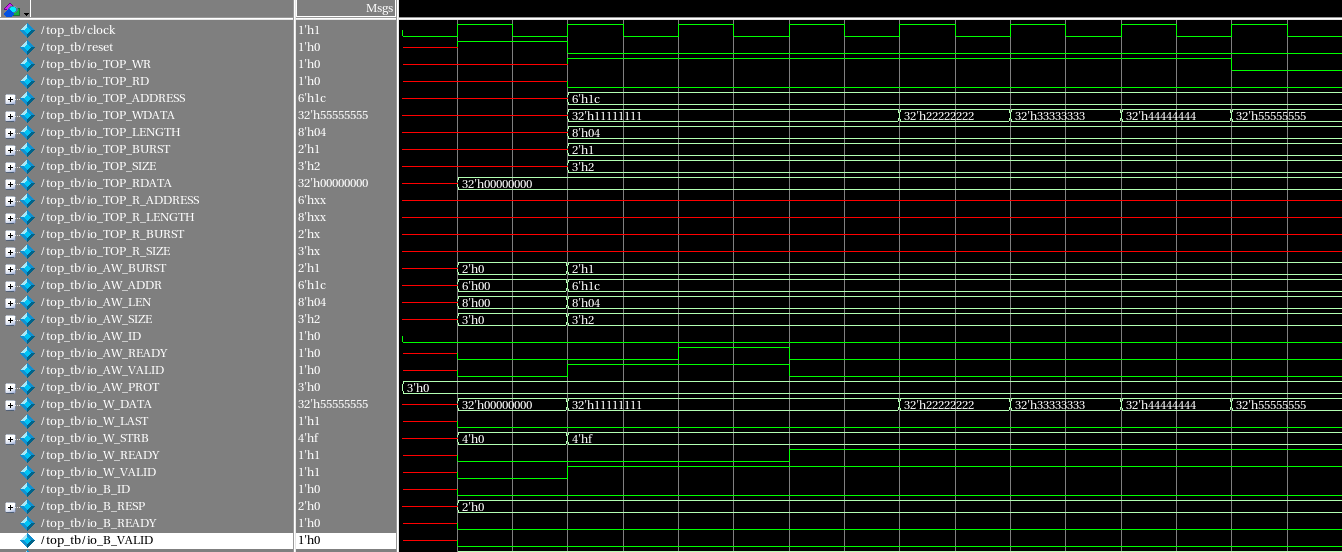 Msgs
/top_tb/clock 1'h1
/top_tb/reset 1'h0
/top_tb/io_TOP_WR 1'h0
/top_tb/io_TOP_RD 1'h0
/top_tb/io_TOP_ADDRESS 6'h1c 6'h1c
/top_tb/io_TOP_WDATA 32'h55555555 32'h11111111 32'h22222222 32'h33333333 32'h44444444 32'h55555555
/top_tb/io_TOP_LENGTH 8'h04 8'h04
/top_tb/io_TOP_BURST 2'h1 2'h1
/top_tb/io_TOP_SIZE 3'h2 3'h2
/top_tb/io_TOP_RDATA 32'h00000000 32'h00000000
/top_tb/io_TOP_R_ADDRESS 6'hxx
/top_tb/io_TOP_R_LENGTH 8'hxx
/top_tb/io_TOP_R_BURST 2'hx
/top_tb/io_TOP_R_SIZE 3'hx
/top_tb/io_AW_BURST 2'h1 2'h0 2'h1
/top_tb/io_AW_ADDR 6'h1c 6'h00 6'h1c
/top_tb/io_AW_LEN 8'h04 8'h00 8'h04
/top_tb/io_AW_SIZE 3'h2 3'h0 3'h2
/top_tb/io_AW_ID 1'h0
/top_tb/io_AW_READY 1'h0
/top_tb/io_AW_VALID 1'h0
/top_tb/io_AW_PROT 3'h0 3'h0
/top_tb/io_W_DATA 32'h55555555 32'h00000000 32'h11111111 32'h22222222 32'h33333333 32'h44444444 32'h55555555
/top_tb/io_W_LAST 1'h1
/top_tb/io_W_STRB 4'hf 4'h0 4'hf
/top_tb/io_W_READY 1'h1
/top_tb/io_W_VALID 1'h1
/top_tb/io_B_ID 1'h0
/top_tb/io_B_RESP 2'h0 2'h0
/top_tb/io_B_READY 1'h0
/top_tb/io_B_VALID 1'h0